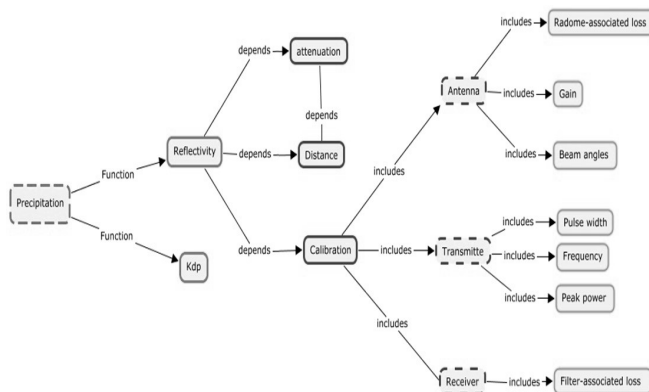 includes
Radome-associated loss
depends
attenuation
Antenna
includes
Gain
depends
Reflectivity
depends
Distance
includes
Beam angles
Function
includes
Precipitation
Function
includes
Pulse width
depends
Calibration
includes
Transmitte
includes
Frequency
Kdp
includes
Peak power
includes
Receiver
includes
Filter-associated loss